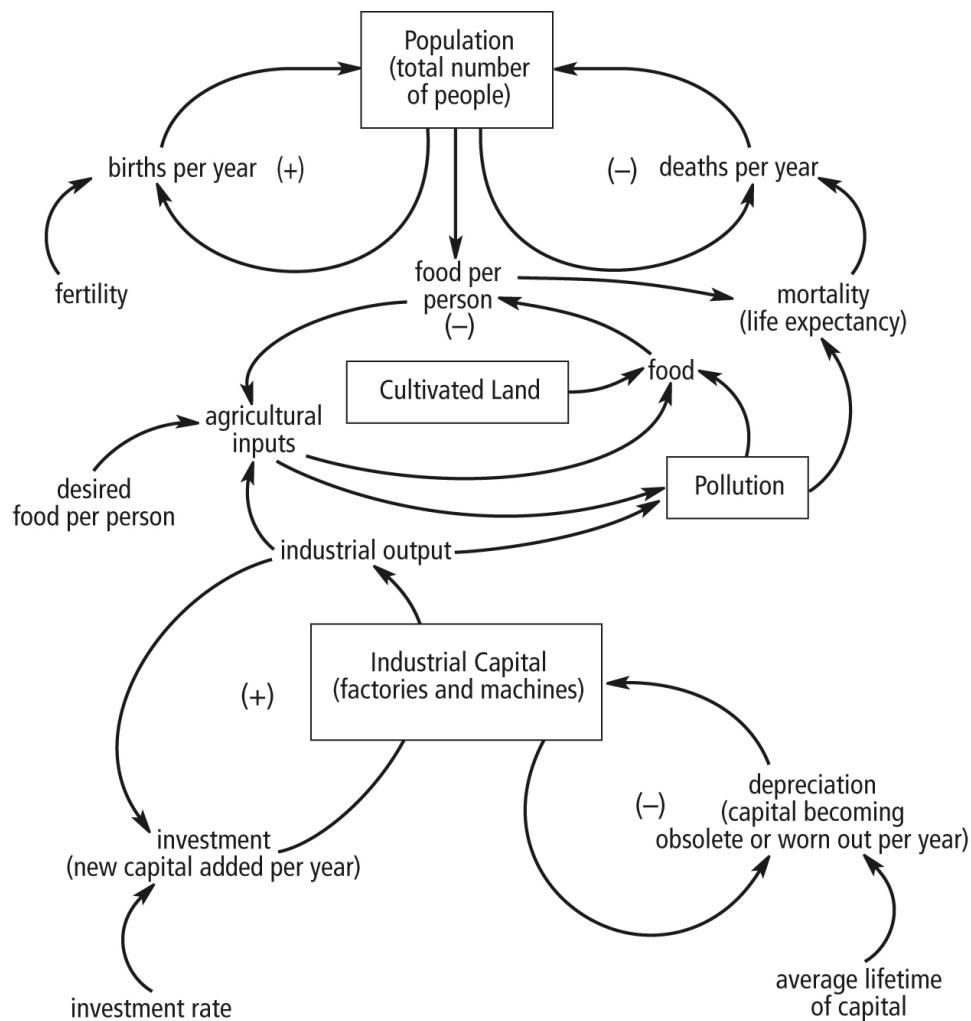 Population
(total number
of people)
births per year (+)
(–) deaths per year
fertility
food per
person
(–)
mortality
(life expectancy)
Cultivated Land
food
agricultural
inputs
desired
food per person
Pollution
industrial output
Industrial Capital
(factories and machines)
(+)
depreciation
(capital becoming
obsolete or worn out per year)
(–)
investment
(new capital added per year)
average lifetime
of capital
investment rate